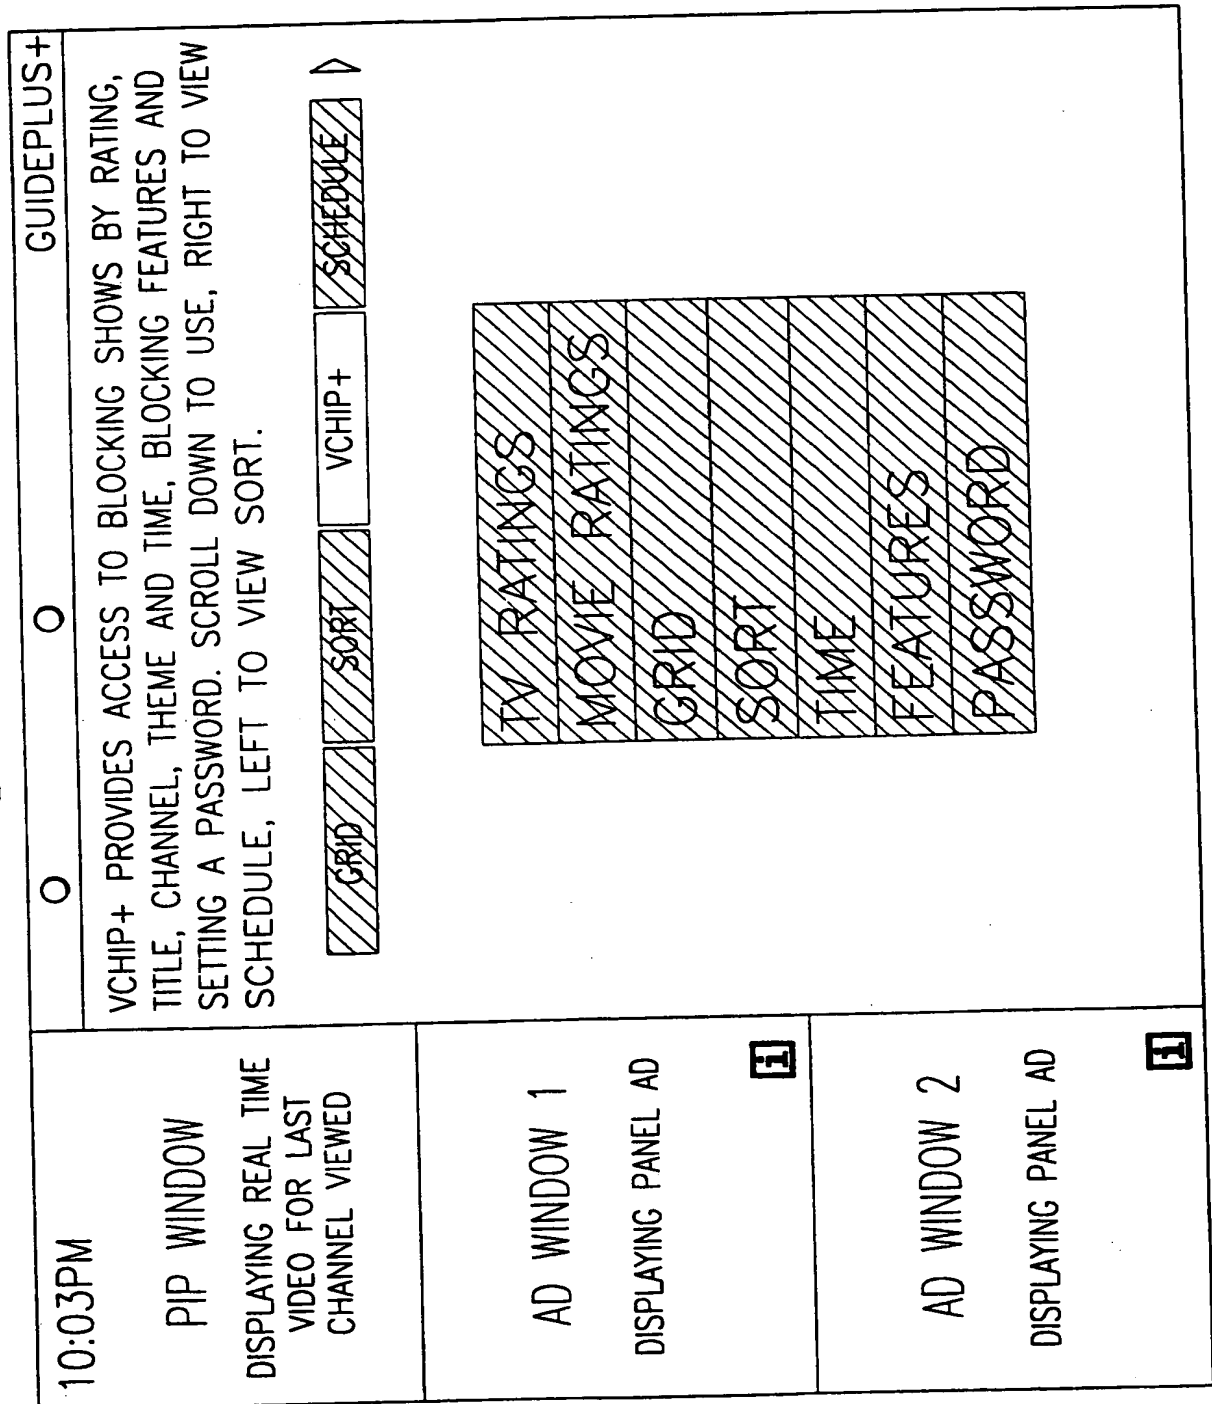 10:03PM
PIP WINDOW
DISPLAYING REAL TIME
VIDEO FOR LAST
CHANNEL VIEWED
AD WINDOW 1
DISPLAYING PANEL AD
i
AD WINDOW 2
DISPLAYING PANEL AD
i
GUIDEPLUS+
VCHIP+ PROVIDES ACCESS TO BLOCKING SHOWS BY RATING,
TITLE, CHANNEL, THEME AND TIME, BLOCKING FEATURES AND
SETTING A PASSWORD. SCROLL DOWN TO USE, RIGHT TO VIEW
SCHEDULE, LEFT TO VIEW SORT.
GRID SORT VCHIP+ SCHEDULE
TV RATINGS
MOVIE RATINGS
GRID
SORT
TIME
FEATURES
PASSWORD